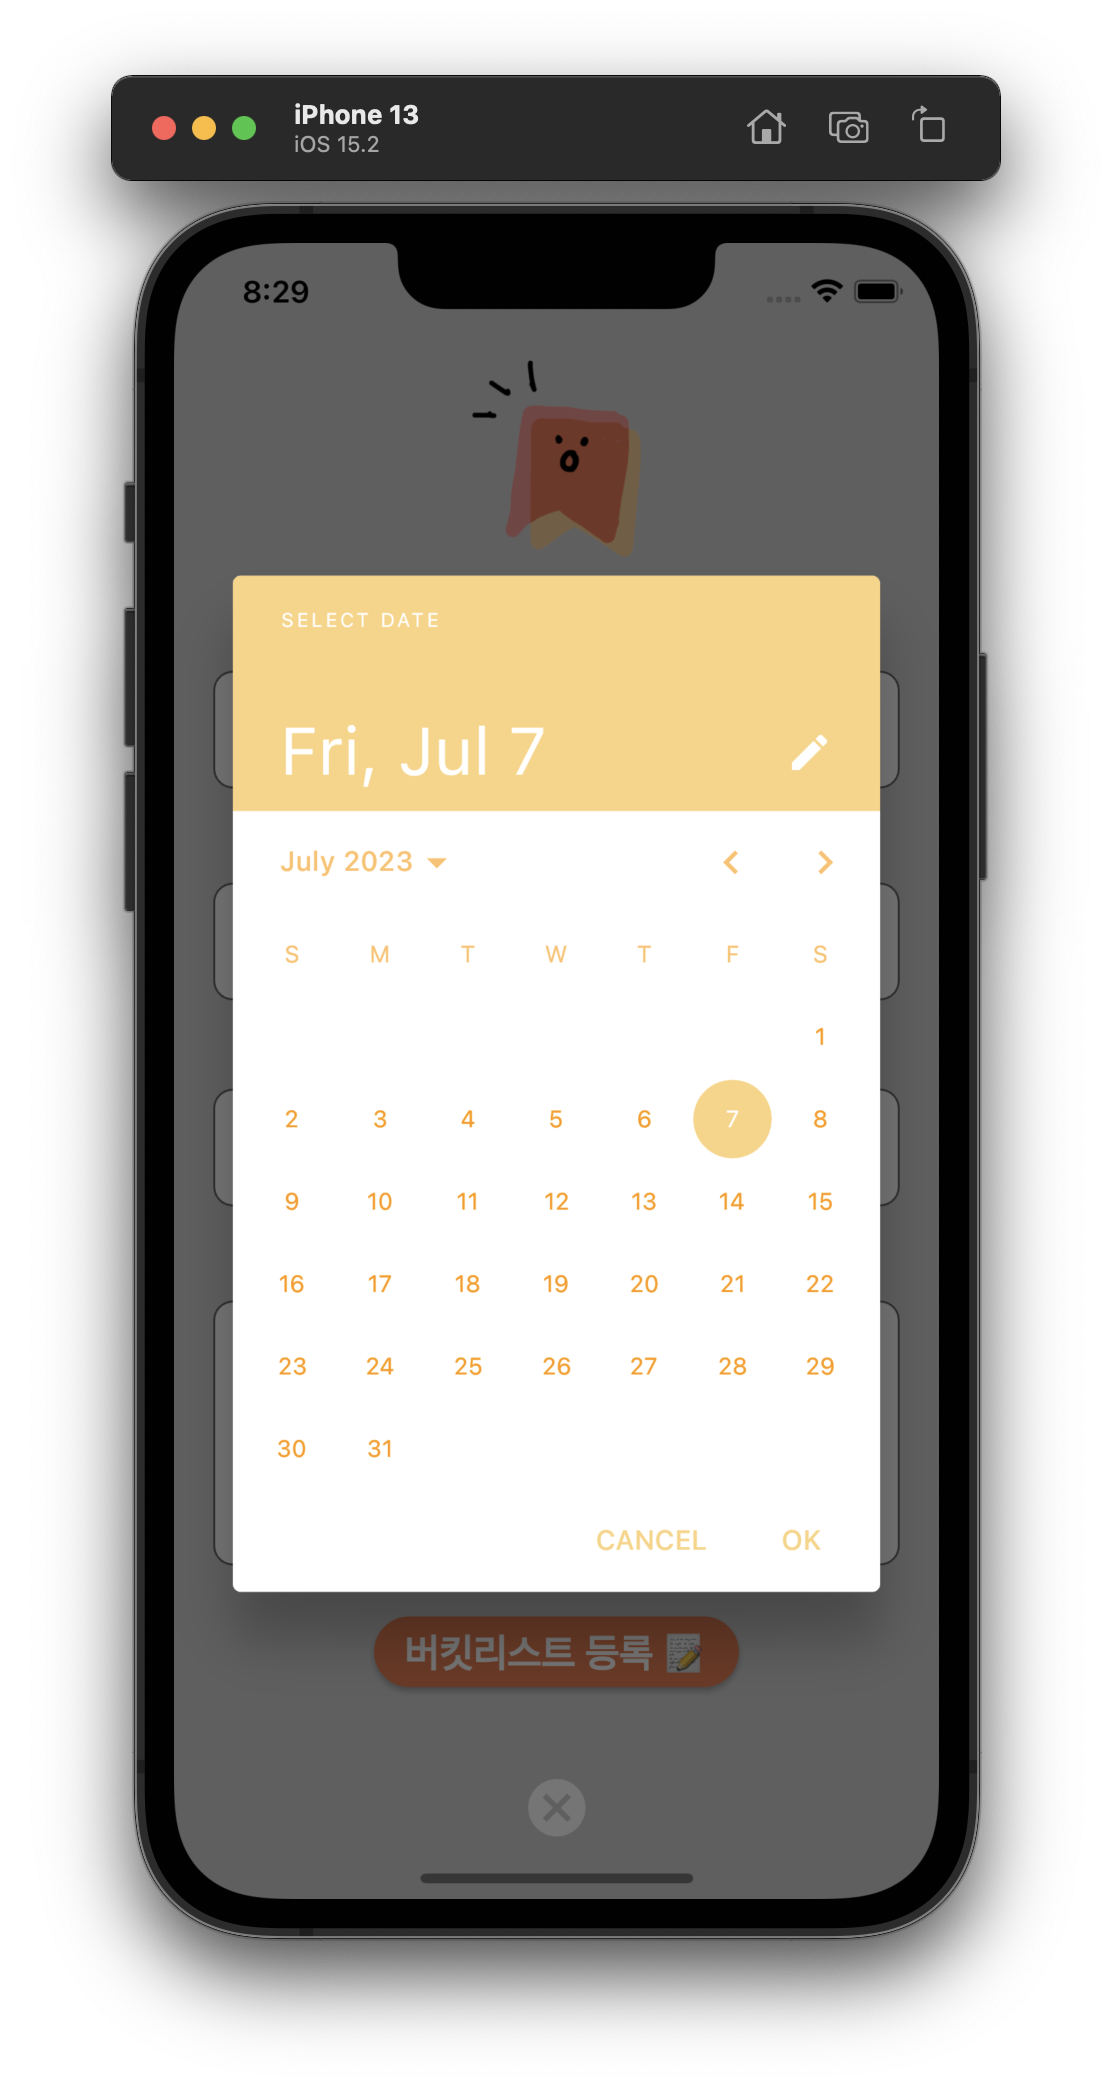 iPhone 13
iOS 15.2
8:29
SELECT DATE
Fri, Jul 7
July 2023
S M T W T F S
1
2 3 4 5 6 7 8
9 10 11 12 13 14 15
16 17 18 19 20 21 22
23 24 25 26 27 28 29
30 31
CANCEL OK
버킷리스트 등록 📝